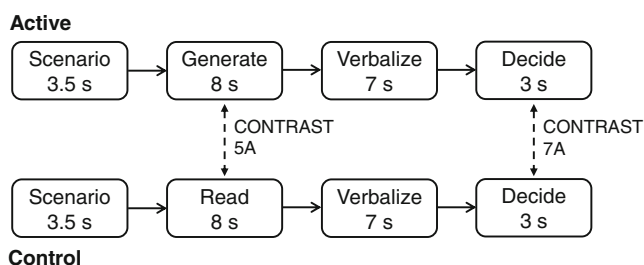 Active
Scenario
3.5 s
Generate
8 s
Verbalize
7 s
Decide
3 s
CONTRAST
5A
CONTRAST
7A
Scenario
3.5 s
Read
8 s
Verbalize
7 s
Decide
3 s
Control